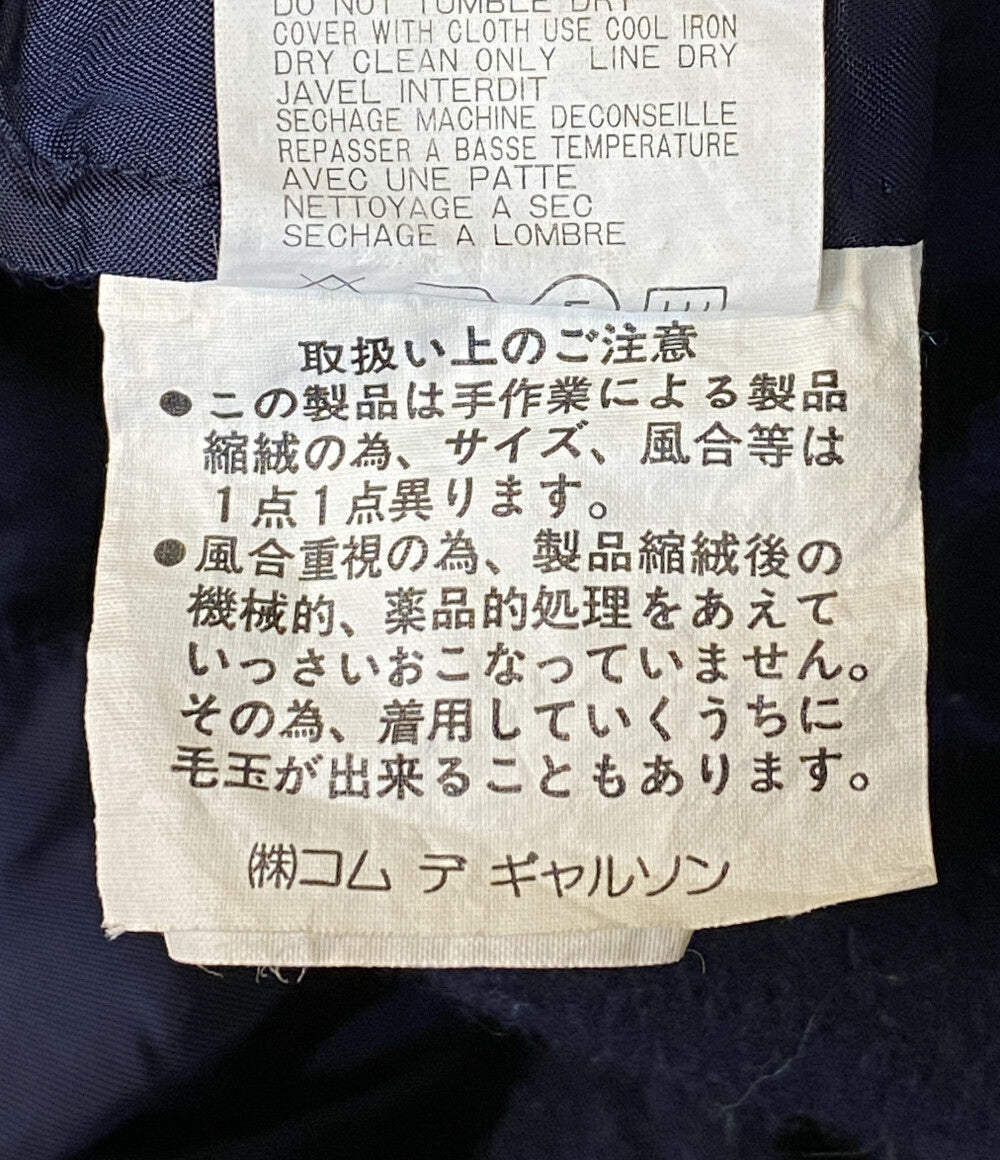 DO NOT TUMBLE DRY
COVER WITH CLOTH USE COOL IRON
DRY CLEAN ONLY LINE DRY
JAVEL INTERDIT
SECHAGE MACHINE DECONSEILLE
REPASSER A BASSE TEMPERATURE
AVEC UNE PATTE
NETTOYAGE A SEC
SECHAGE A LOMBRE
取扱い上のご注意
●この製品は手作業による製品
縮絨の為、サイズ、風合等は
1点1点異ります。
●風合重視の為、製品縮絨後の
機械的、薬品的処理をあえて
いっさいおこなっていません。
その為、着用していくうちに
毛玉が出来ることもあります。
㈱コム デ ギャルソン